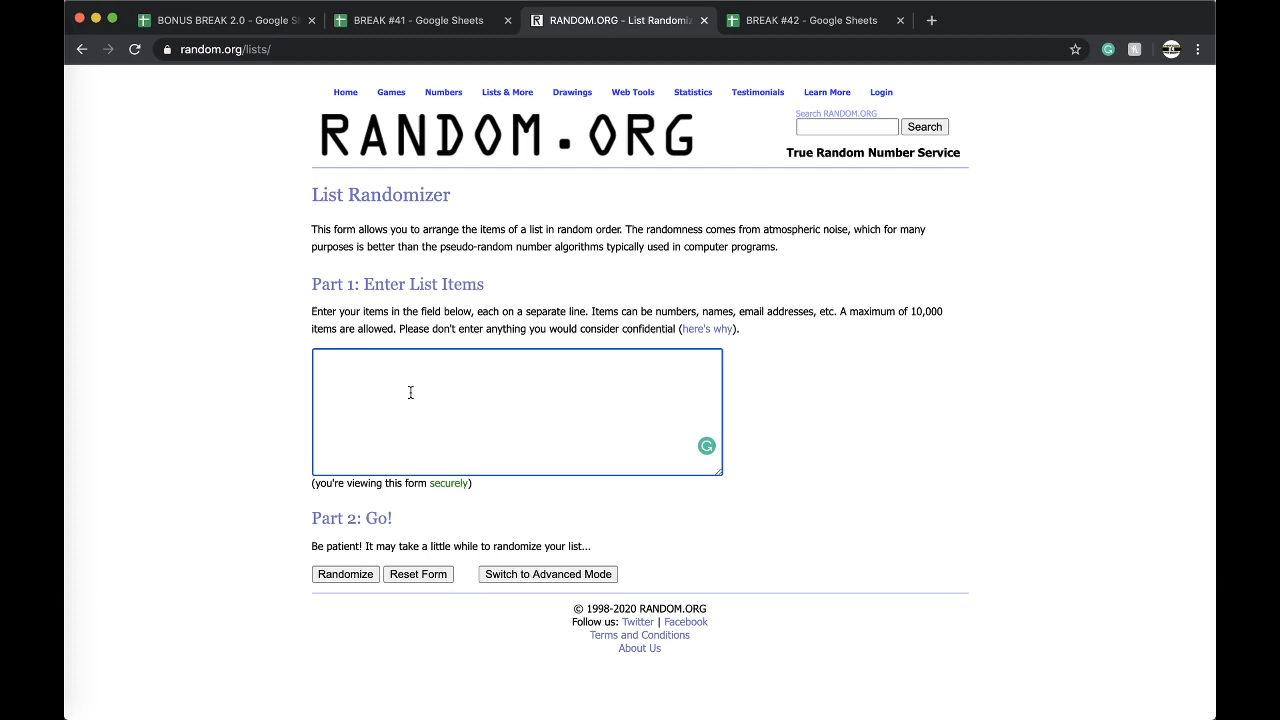 BONUS BREAK 2.0 - Google S
BREAK #41 - Google Sheets
RANDOM.ORG - List Randomiz
BREAK #42 - Google Sheets
random.org/lists/
Home Games Numbers Lists & More Drawings Web Tools Statistics Testimonials Learn More Login
RANDOM.ORG
Search RANDOM.ORG
Search
True Random Number Service
List Randomizer
This form allows you to arrange the items of a list in random order. The randomness comes from atmospheric noise, which for many
purposes is better than the pseudo-random number algorithms typically used in computer programs.
Part 1: Enter List Items
Enter your items in the field below, each on a separate line. Items can be numbers, names, email addresses, etc. A maximum of 10,000
items are allowed. Please don't enter anything you would consider confidential (here's why).
(you're viewing this form securely)
Part 2: Go!
Be patient! It may take a little while to randomize your list...
Randomize Reset Form Switch to Advanced Mode
© 1998-2020 RANDOM.ORG
Follow us: Twitter | Facebook
Terms and Conditions
About Us